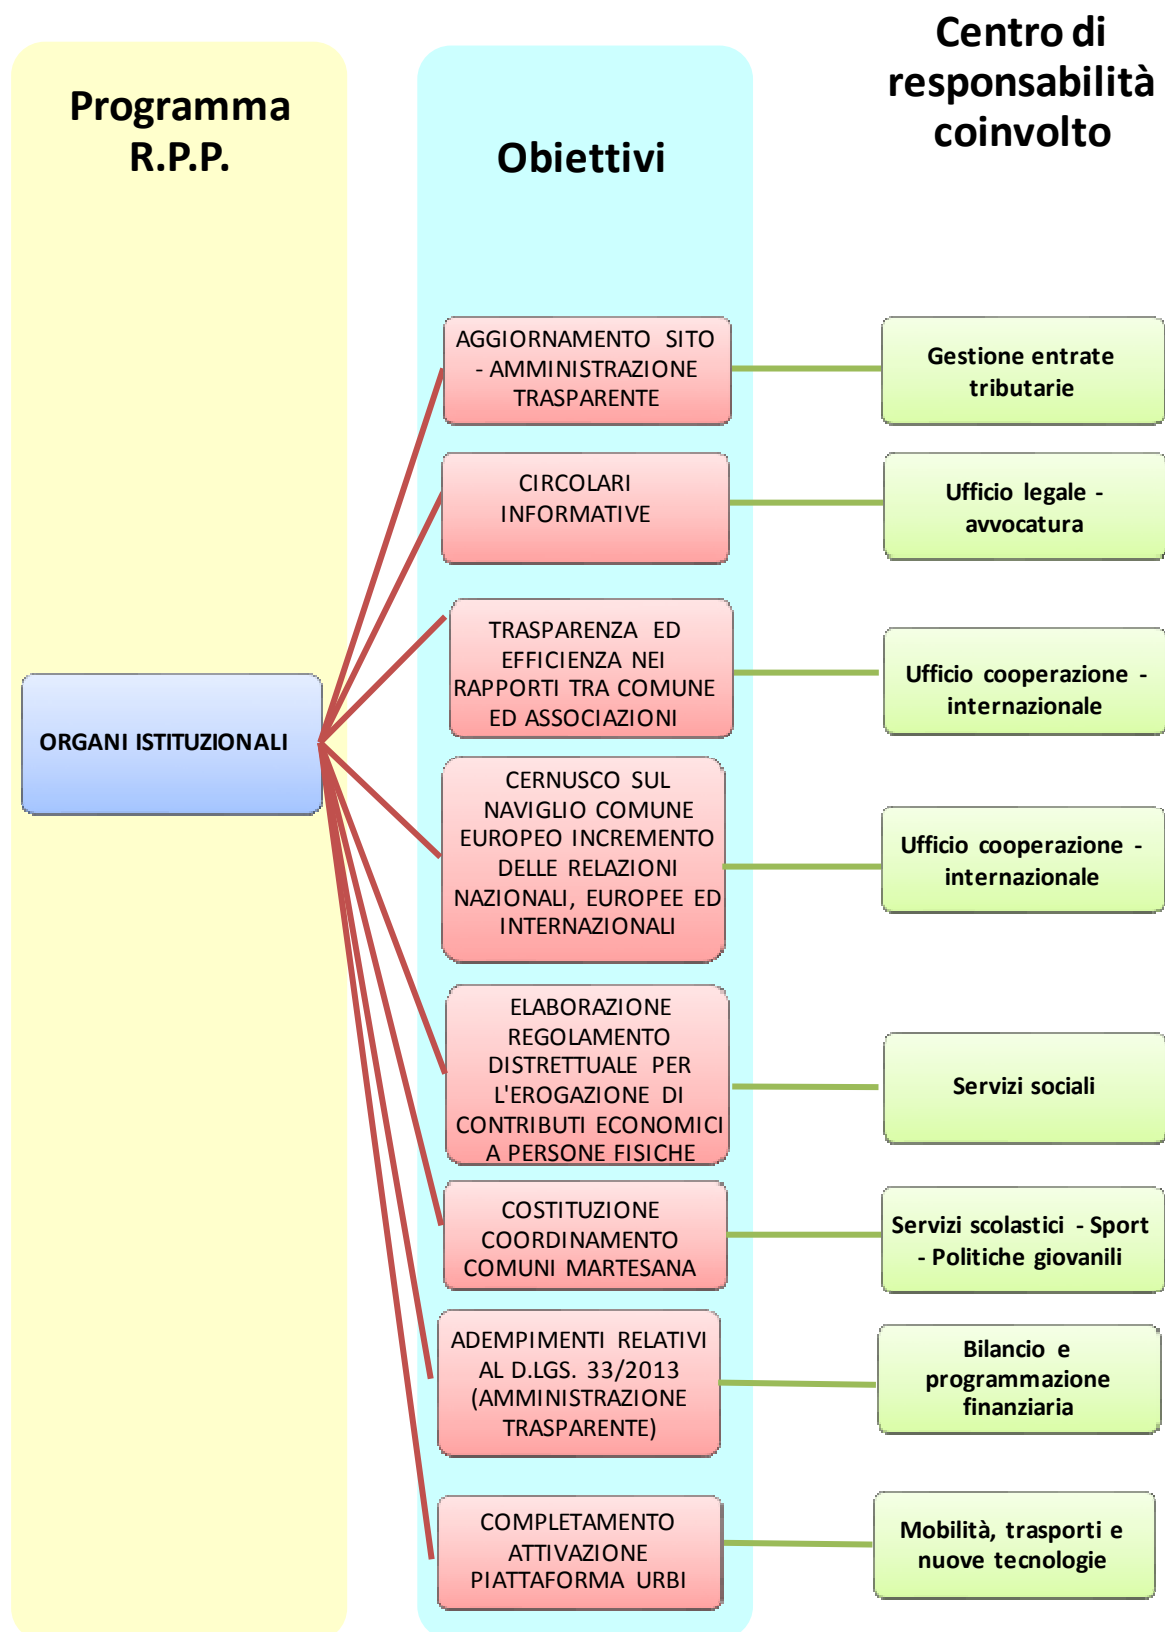 Programma
R.P.P.
Obiettivi
Centro di
responsabilità
coinvolto
ORGANI ISTITUZIONALI
AGGIORNAMENTO SITO
- AMMINISTRAZIONE
TRASPARENTE
Gestione entrate
tributarie
CIRCOLARI
INFORMATIVE
Ufficio legale -
avvocatura
TRASPARENZA ED
EFFICIENZA NEI
RAPPORTI TRA COMUNE
ED ASSOCIAZIONI
Ufficio cooperazione -
internazionale
CERNUSCO SUL
NAVIGLIO COMUNE
EUROPEO INCREMENTO
DELLE RELAZIONI
NAZIONALI, EUROPEE ED
INTERNAZIONALI
Ufficio cooperazione -
internazionale
ELABORAZIONE
REGOLAMENTO
DISTRETTUALE PER
L'EROGAZIONE DI
CONTRIBUTI ECONOMICI
A PERSONE FISICHE
Servizi sociali
COSTITUZIONE
COORDINAMENTO
COMUNI MARTESANA
Servizi scolastici - Sport
- Politiche giovanili
ADEMPIMENTI RELATIVI
AL D.LGS. 33/2013
(AMMINISTRAZIONE
TRASPARENTE)
Bilancio e
programmazione
finanziaria
COMPLETAMENTO
ATTIVAZIONE
PIATTAFORMA URBI
Mobilità, trasporti e
nuove tecnologie